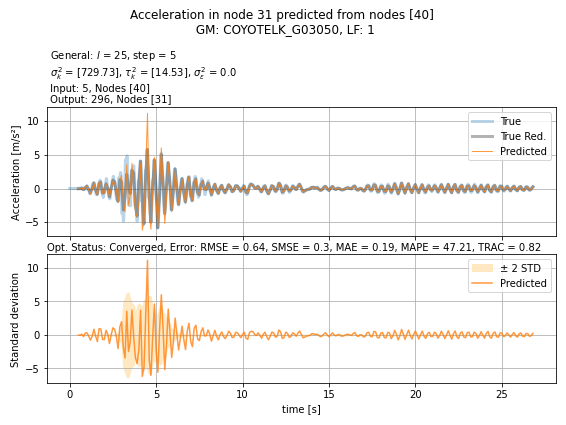 Acceleration in node 31 predicted from nodes [40]
GM: COYOTELK_G03050, LF: 1
General: l = 25, step = 5
σ²ₖ = [729.73], τ²ₖ = [14.53], σ²ε = 0.0
Input: 5, Nodes [40]
Output: 296, Nodes [31]
Acceleration [m/s²]
10
5
0
−5
True
True Red.
Predicted
Opt. Status: Converged, Error: RMSE = 0.64, SMSE = 0.3, MAE = 0.19, MAPE = 47.21, TRAC = 0.82
Standard deviation
10
5
0
−5
± 2 STD
Predicted
0 5 10 15 20 25
time [s]